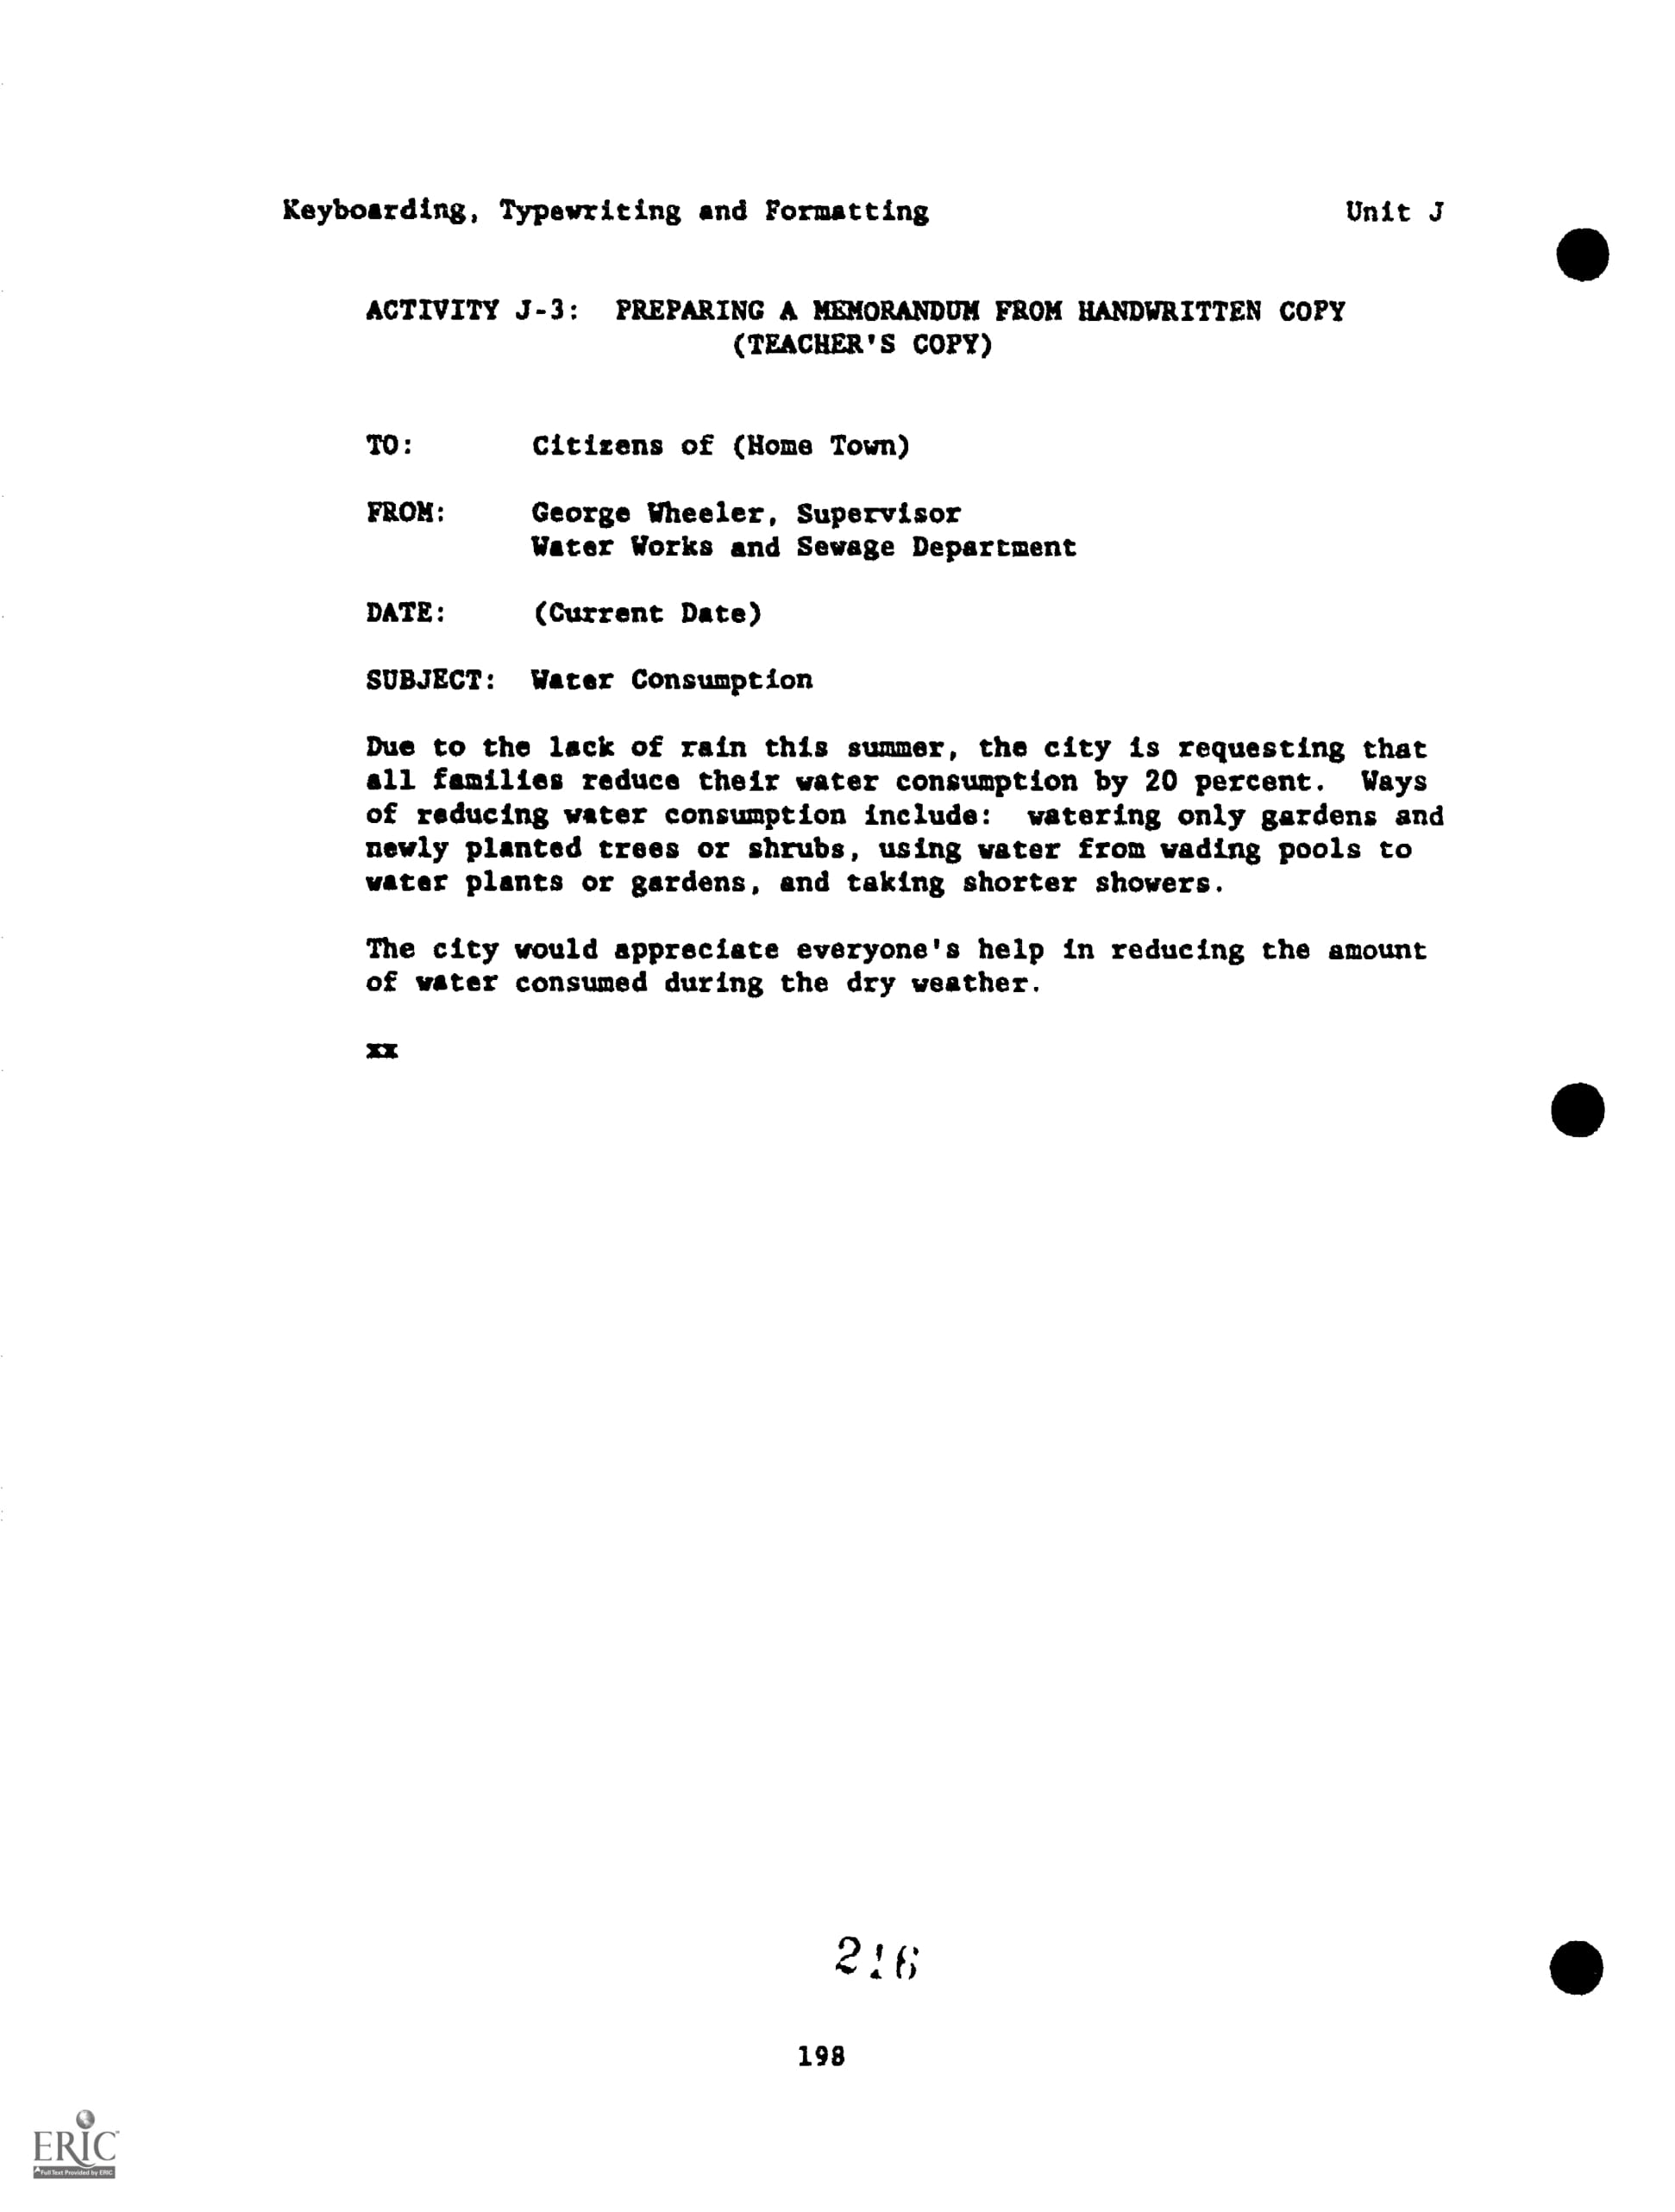 Keyboarding, Typewriting and Formatting Unit J
ACTIVITY J-3: PREPARING A MEMORANDUM FROM HANDWRITTEN COPY
(TEACHER'S COPY)
TO: Citizens of (Home Town)
FROM: George Wheeler, Supervisor
Water Works and Sewage Department
DATE: (Current Date)
SUBJECT: Water Consumption
Due to the lack of rain this summer, the city is requesting that
all families reduce their water consumption by 20 percent. Ways
of reducing water consumption include: watering only gardens and
newly planted trees or shrubs, using water from wading pools to
water plants or gardens, and taking shorter showers.
The city would appreciate everyone's help in reducing the amount
of water consumed during the dry weather.
xx
216
198
ERIC
Full Text Provided by ERIC